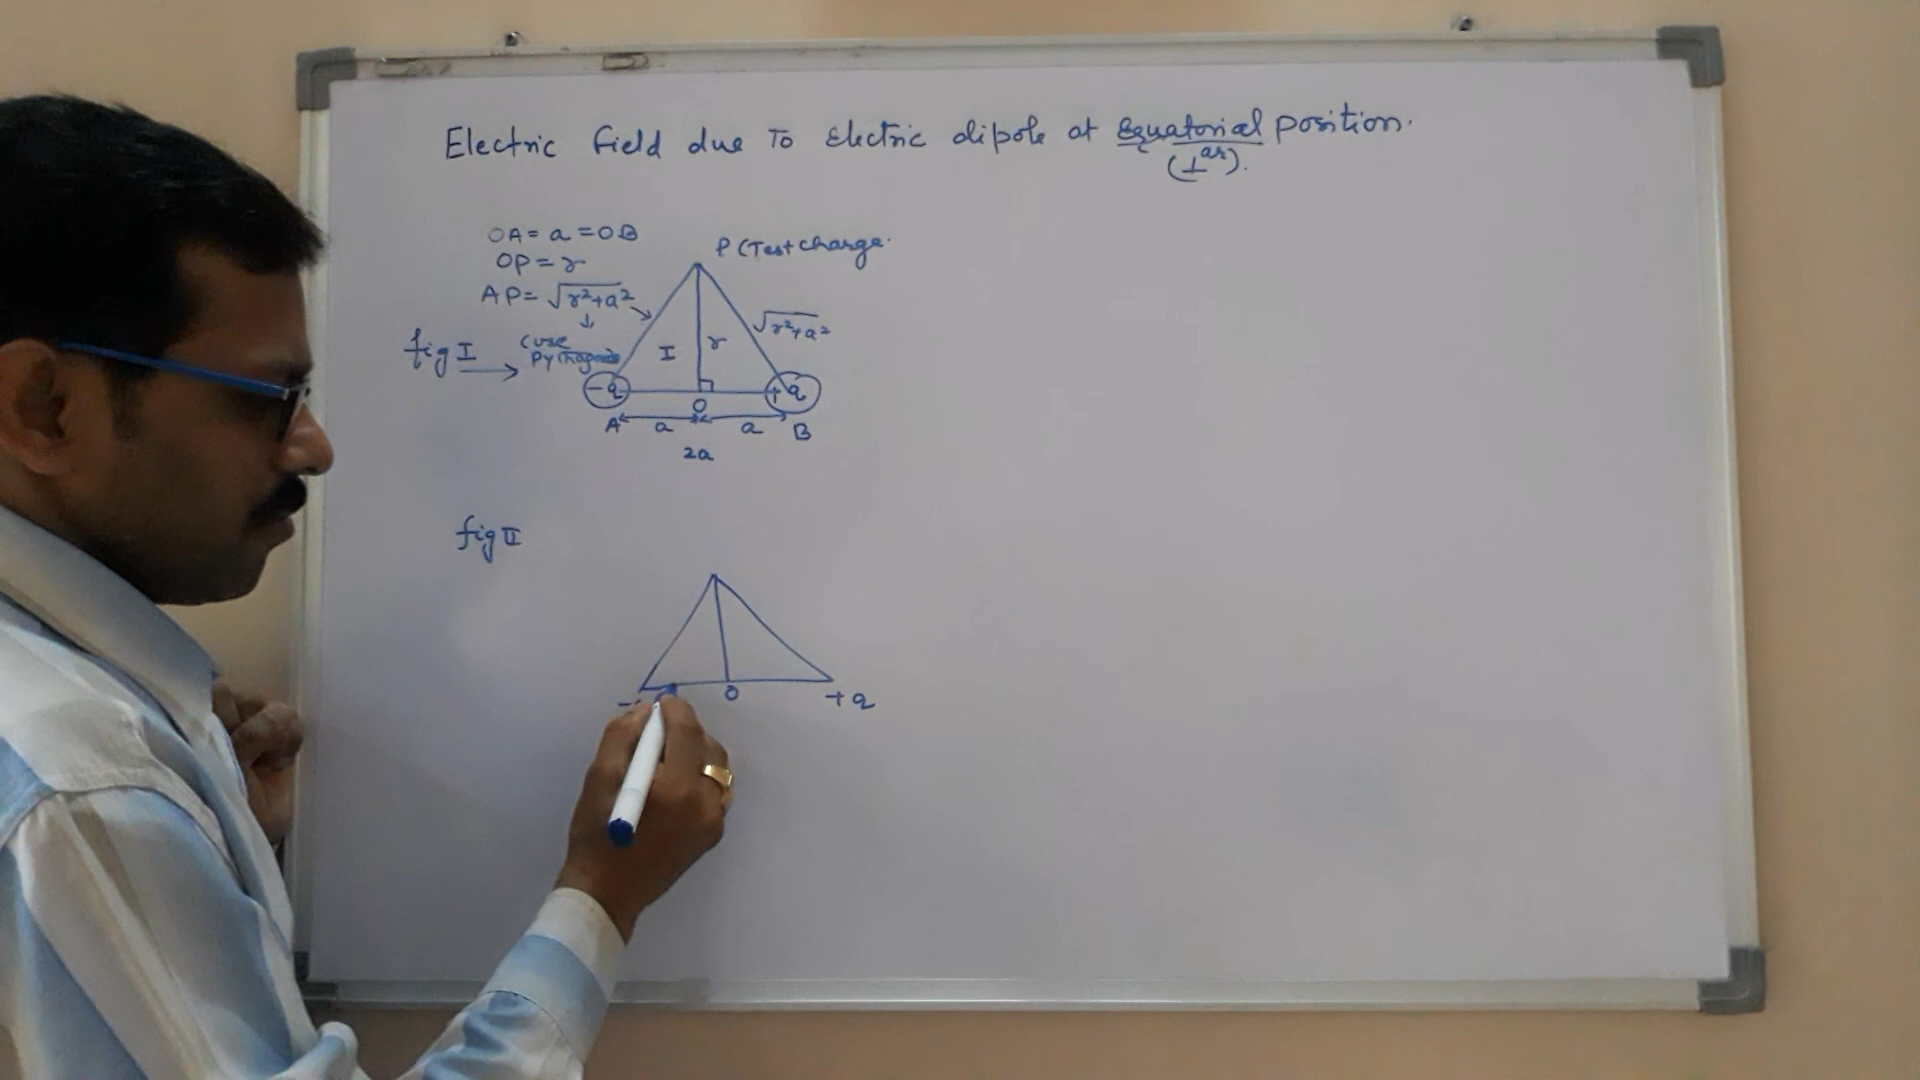 Electric field due To Electric dipole at Equatorial position.
(⊥ar).
OA = a = OB
OP = r
AP = √r²+a²
P (Test charge.
√r²+a²
fig I
(use
I
r
-q
+q
O
A
a
a
B
2a
fig II
O
+q
-